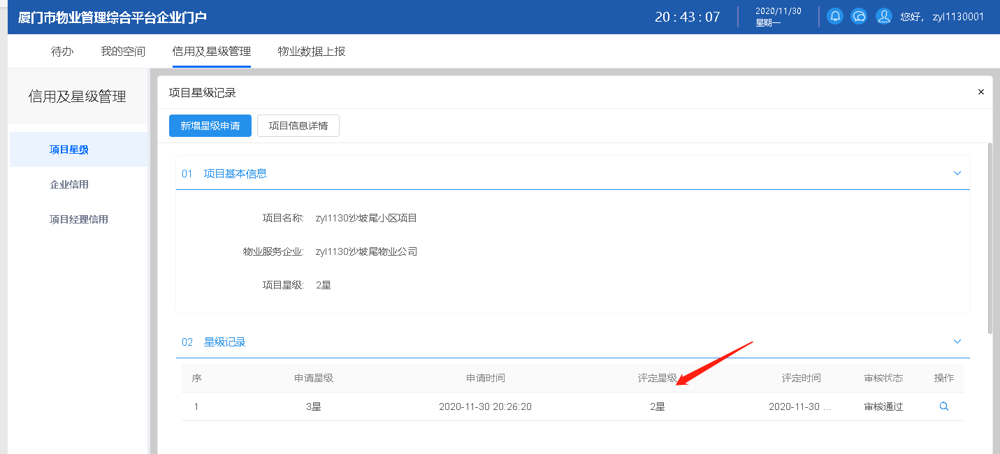 厦门市物业管理综合平台企业门户
20 : 43 : 07
2020/11/30
星期一
您好， zyl1130001
待办 我的空间 信用及星级管理 物业数据上报
信用及星级管理
项目星级
企业信用
项目经理信用
项目星级记录
×
新增星级申请 项目信息详情
01 项目基本信息
项目名称: zyl1130沙坡尾小区项目
物业服务企业: zyl1130沙坡尾物业公司
项目星级: 2星
02 星级记录
序 申请星级 申请时间 评定星级 评定时间 审核状态 操作
1 3星 2020-11-30 20:26:20 2星 2020-11-30 ... 审核通过